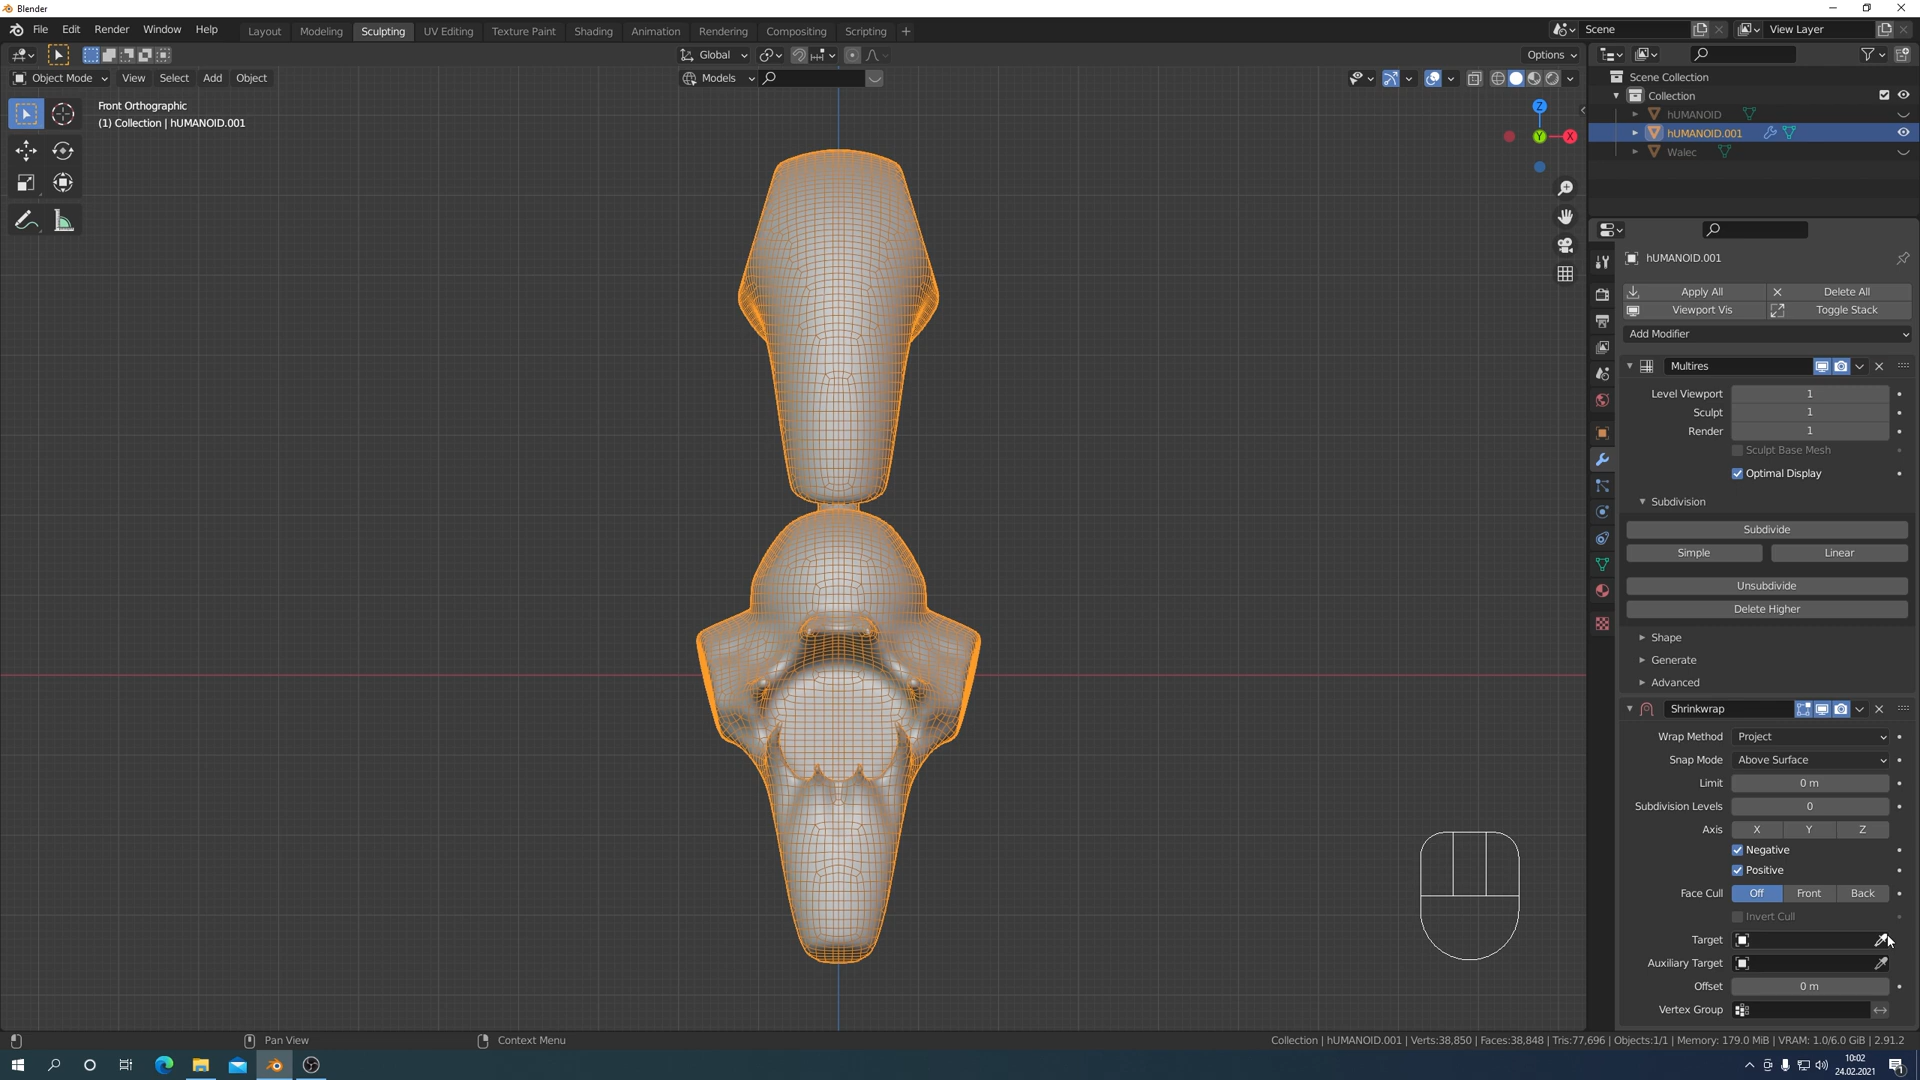 Blender
File Edit Render Window Help Layout Modeling Sculpting UV Editing Texture Paint Shading Animation Rendering Compositing Scripting + Scene View Layer
Global Options
Object Mode View Select Add Object Models
Front Orthographic
(1) Collection | hUMANOID.001
Z
Y
X
Scene Collection
Collection
hUMANOID
hUMANOID.001
Walec
hUMANOID.001
Apply All Delete All
Viewport Vis Toggle Stack
Add Modifier
Multires
Level Viewport 1
Sculpt 1
Render 1
Sculpt Base Mesh
Optimal Display
Subdivision
Subdivide
Simple Linear
Unsubdivide
Delete Higher
Shape
Generate
Advanced
Shrinkwrap
Wrap Method Project
Snap Mode Above Surface
Limit 0 m
Subdivision Levels 0
Axis X Y Z
Negative
Positive
Face Cull Off Front Back
Invert Cull
Target
Auxiliary Target
Offset 0 m
Vertex Group
Pan View Context Menu Collection | hUMANOID.001 | Verts:38,850 | Faces:38,848 | Tris:77,696 | Objects:1/1 | Memory: 179.0 MiB | VRAM: 1.0/6.0 GiB | 2.91.2
10:02
24.02.2021